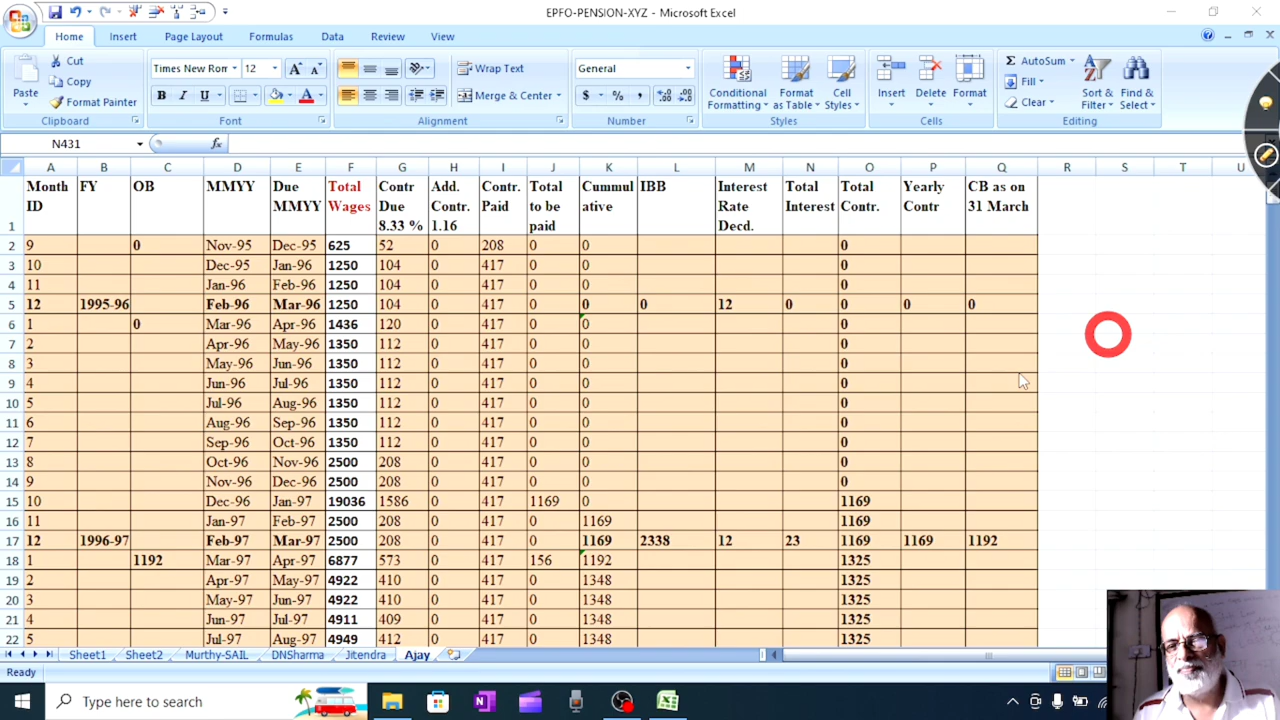 EPFO-PENSION-XYZ - Microsoft Excel
Home Insert Page Layout Formulas Data Review View
Paste Cut Copy Format Painter Clipboard
Times New Ron 12 B I U A Font
Wrap Text Merge & Center Alignment
General $ % , Number
Conditional Formatting Format as Table Cell Styles Styles
Insert Delete Format Cells
Σ AutoSum Fill Clear Sort & Filter Find & Select Editing
N431 fx
A B C D E F G H I J K L M N O P Q R S T U
1 Month ID FY OB MMYY Due MMYY Total Wages Contr Due 8.33 % Add. Contr. 1.16 Contr. Paid Total to be paid Cummulative IBB Interest Rate Decd. Total Interest Total Contr. Yearly Contr CB as on 31 March
2 9 0 Nov-95 Dec-95 625 52 0 208 0 0 0
3 10 Dec-95 Jan-96 1250 104 0 417 0 0 0
4 11 Jan-96 Feb-96 1250 104 0 417 0 0 0
5 12 1995-96 Feb-96 Mar-96 1250 104 0 417 0 0 0 12 0 0 0 0
6 1 0 Mar-96 Apr-96 1436 120 0 417 0 0 0
7 2 Apr-96 May-96 1350 112 0 417 0 0 0
8 3 May-96 Jun-96 1350 112 0 417 0 0 0
9 4 Jun-96 Jul-96 1350 112 0 417 0 0 0
10 5 Jul-96 Aug-96 1350 112 0 417 0 0 0
11 6 Aug-96 Sep-96 1350 112 0 417 0 0 0
12 7 Sep-96 Oct-96 1350 112 0 417 0 0 0
13 8 Oct-96 Nov-96 2500 208 0 417 0 0 0
14 9 Nov-96 Dec-96 2500 208 0 417 0 0 0
15 10 Dec-96 Jan-97 19036 1586 0 417 1169 0 1169
16 11 Jan-97 Feb-97 2500 208 0 417 0 1169 1169
17 12 1996-97 Feb-97 Mar-97 2500 208 0 417 0 1169 2338 12 23 1169 1169 1192
18 1 1192 Mar-97 Apr-97 6877 573 0 417 156 1192 1325
19 2 Apr-97 May-97 4922 410 0 417 0 1348 1325
20 3 May-97 Jun-97 4922 410 0 417 0 1348 1325
21 4 Jun-97 Jul-97 4911 409 0 417 0 1348 1325
22 5 Jul-97 Aug-97 4949 412 0 417 0 1348 1325
Sheet1 Sheet2 Murthy-SAIL DNSharma Jitendra Ajay
Ready
Type here to search